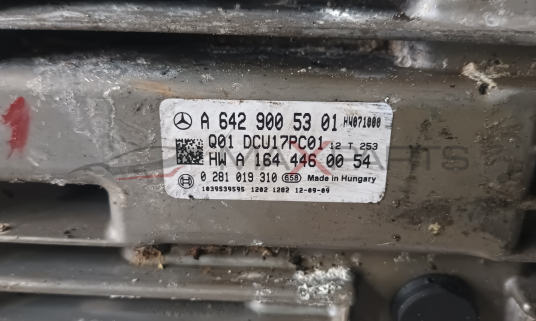 A 642 900 53 01 HW071000
Q01 DCU17PC01 12 T 253
HW A 164 446 00 54
0 281 019 310 658 Made in Hungary
1039S39595 1202 1202 12-09-09